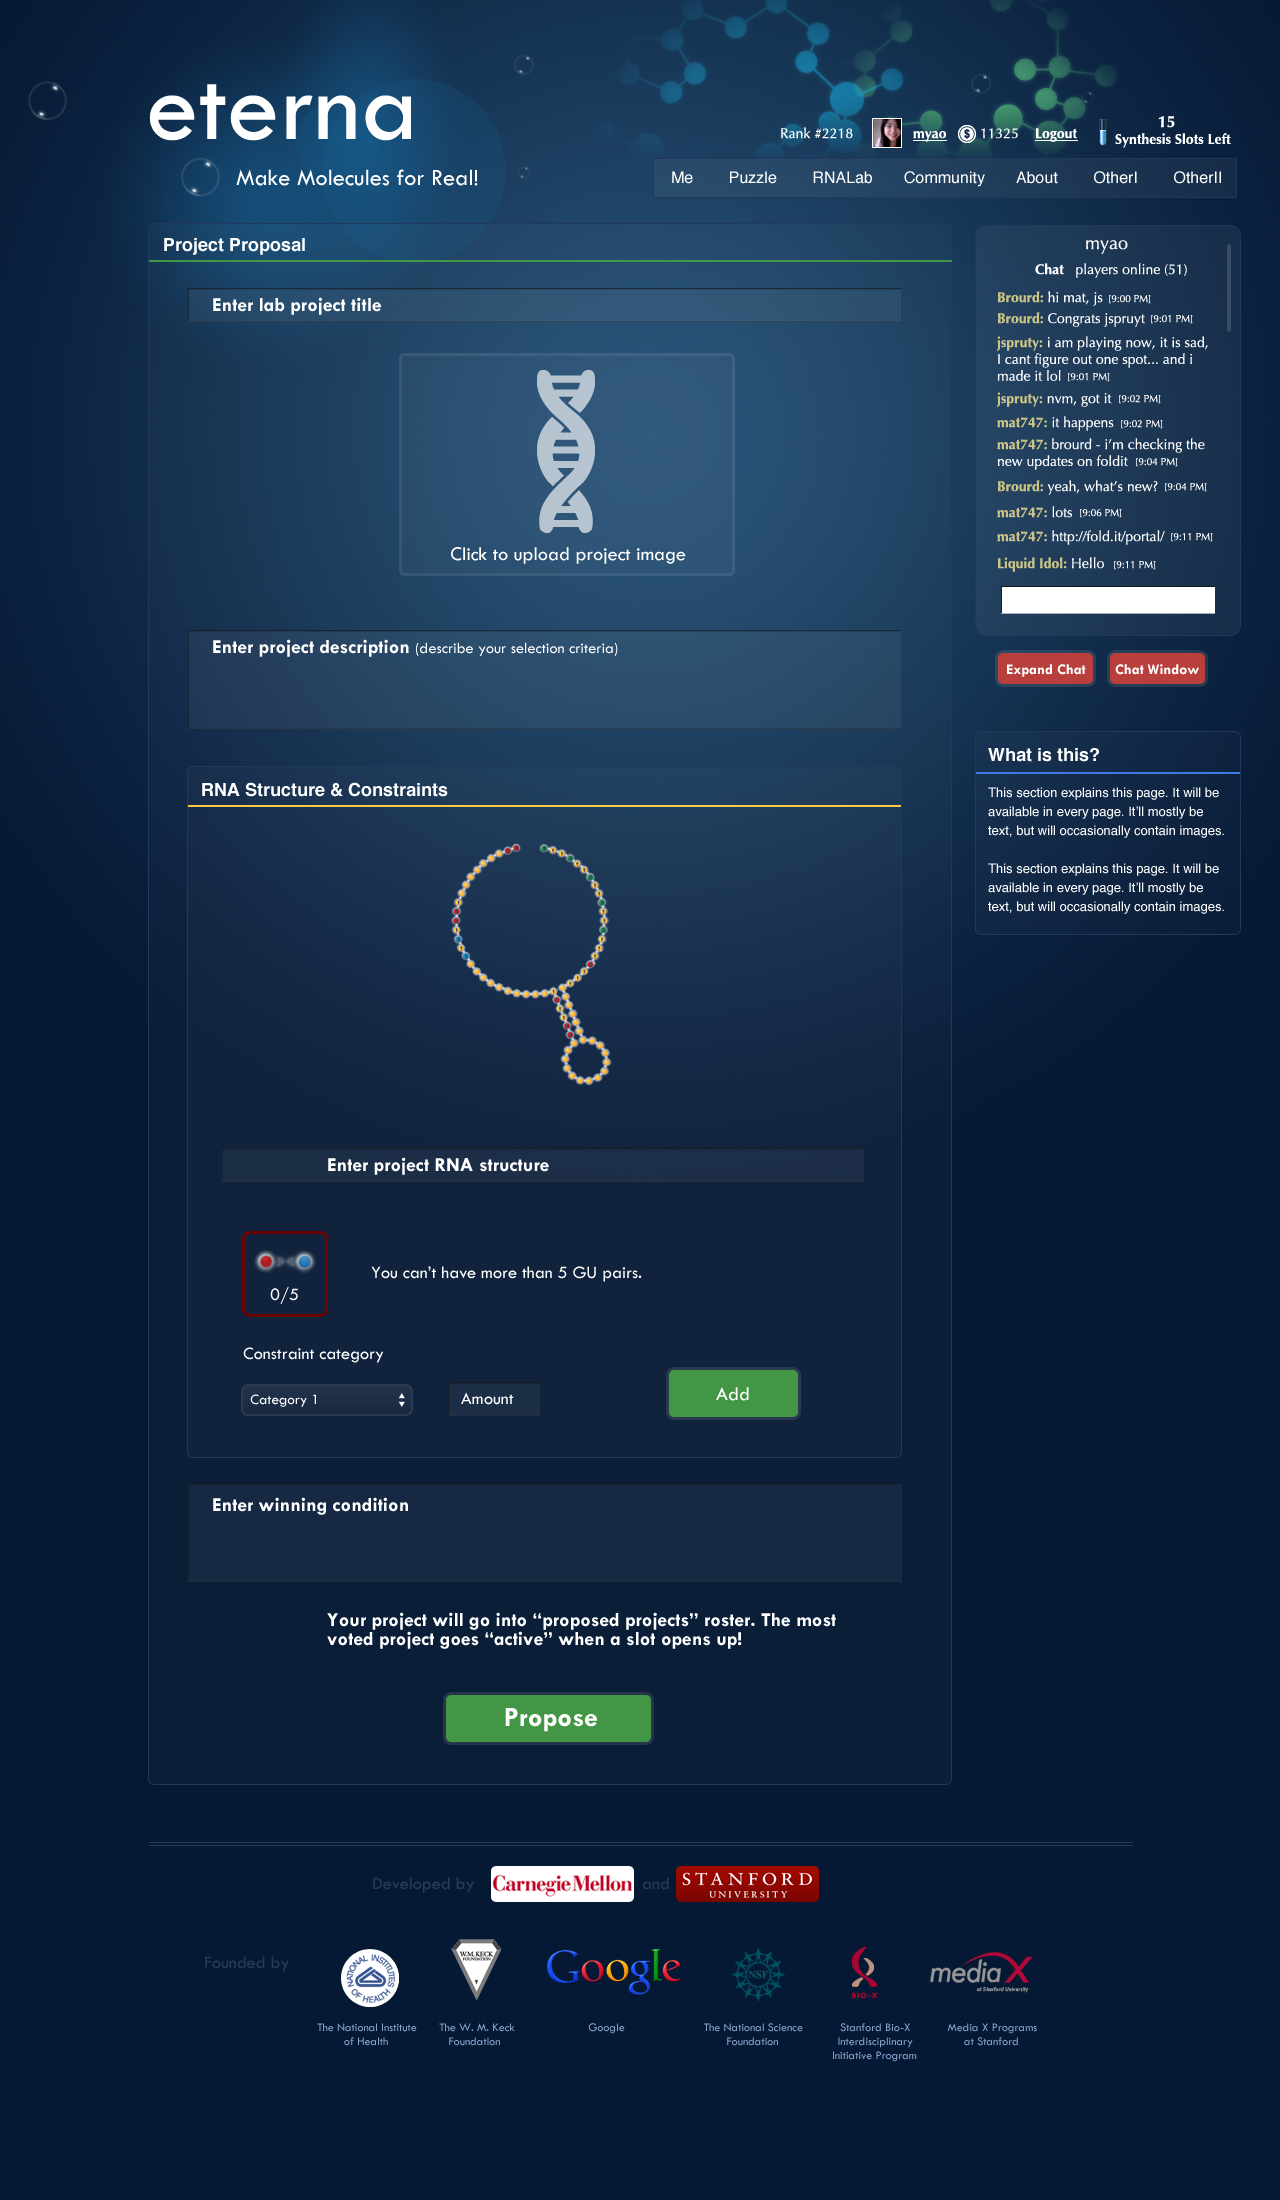 eterna
Make Molecules for Real!
Rank #2218
myao
$ 11325
Logout
15
Synthesis Slots Left
Me Puzzle RNALab Community About OtherI OtherII
Project Proposal
Enter lab project title
Click to upload project image
Enter project description (describe your selection criteria)
RNA Structure & Constraints
Enter project RNA structure
0/5
You can't have more than 5 GU pairs.
Constraint category
Category 1
Amount
Add
Enter winning condition
Your project will go into “proposed projects” roster. The most
voted project goes “active” when a slot opens up!
Propose
myao
Chat players online (51)
Brourd: hi mat, js [9:00 PM]
Brourd: Congrats jspruyt [9:01 PM]
jspruty: i am playing now, it is sad,
I cant figure out one spot... and i
made it lol [9:01 PM]
jspruty: nvm, got it [9:02 PM]
mat747: it happens [9:02 PM]
mat747: brourd - i'm checking the
new updates on foldit [9:04 PM]
Brourd: yeah, what's new? [9:04 PM]
mat747: lots [9:06 PM]
mat747: http://fold.it/portal/ [9:11 PM]
Liquid Idol: Hello [9:11 PM]
Expand Chat
Chat Window
What is this?
This section explains this page. It will be
available in every page. It'll mostly be
text, but will occasionally contain images.
This section explains this page. It will be
available in every page. It'll mostly be
text, but will occasionally contain images.
Developed by
Carnegie Mellon
and
STANFORD
UNIVERSITY
Founded by
NATIONAL INSTITUTES
OF HEALTH
W.M. KECK
FOUNDATION
Google
NSF
BIO-X
media X
at Stanford University
The National Institute
of Health
The W. M. Keck
Foundation
Google
The National Science
Foundation
Stanford Bio-X
Interdisciplinary
Initiative Program
Media X Programs
at Stanford